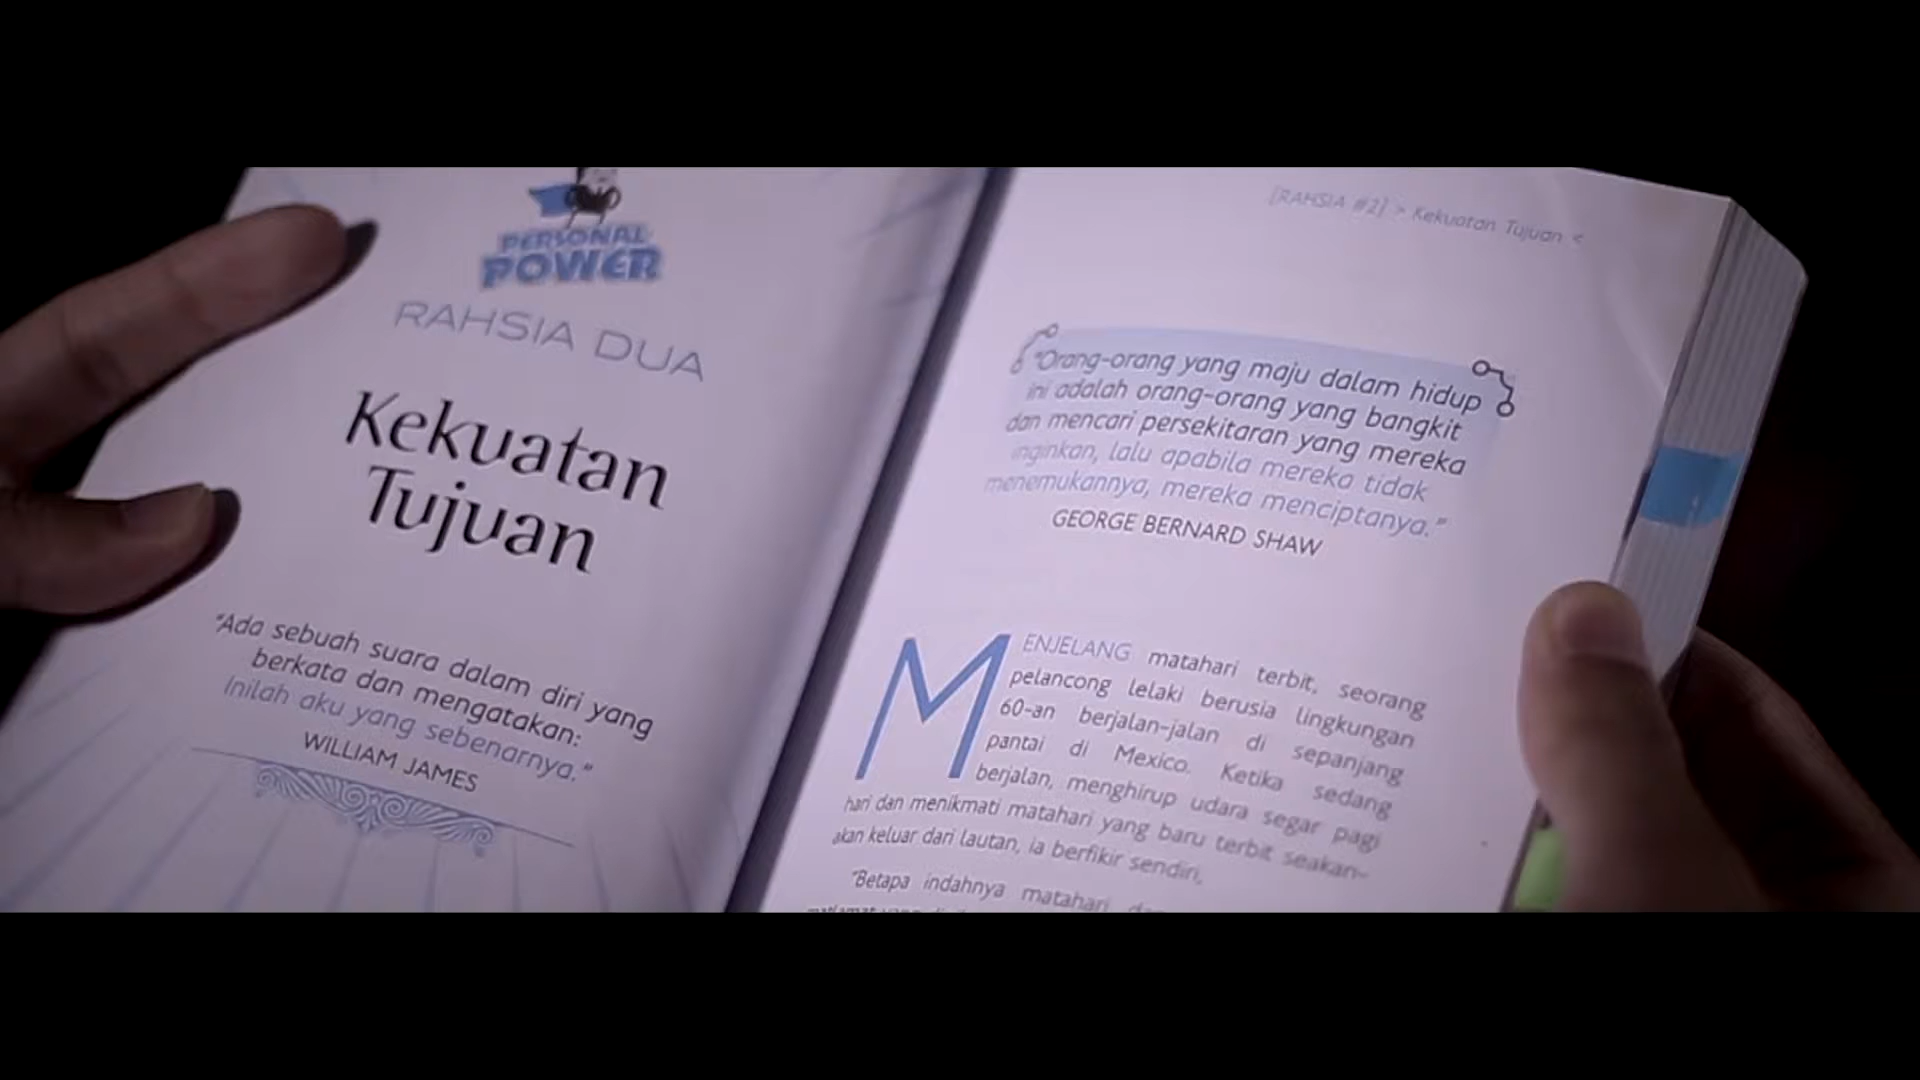 PERSONAL
POWER
RAHSIA DUA
Kekuatan
Tujuan
"Ada sebuah suara dalam diri yang
berkata dan mengatakan:
Inilah aku yang sebenarnya."
WILLIAM JAMES
[RAHSIA #2] > Kekuatan Tujuan <
"Orang-orang yang maju dalam hidup
ini adalah orang-orang yang bangkit
dan mencari persekitaran yang mereka
inginkan, lalu apabila mereka tidak
menemukannya, mereka menciptanya."
GEORGE BERNARD SHAW
MENJELANG matahari terbit, seorang
pelancong lelaki berusia lingkungan
60-an berjalan-jalan di sepanjang
pantai di Mexico. Ketika sedang
berjalan, menghirup udara segar pagi
hari dan menikmati matahari yang baru terbit seakan-
akan keluar dari lautan, ia berfikir sendiri,
"Betapa indahnya matahari